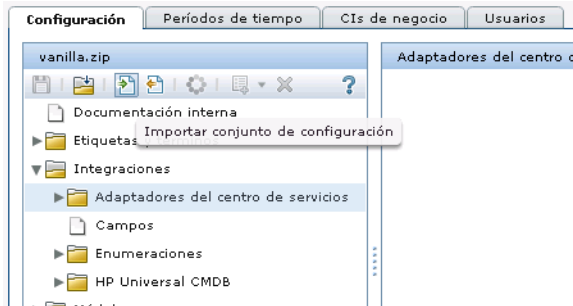 Configuración Períodos de tiempo CIs de negocio Usuarios
vanilla.zip
Adaptadores del centro
?
Documentación interna
Importar conjunto de configuración
Etiquetas y términos
Integraciones
Adaptadores del centro de servicios
Campos
Enumeraciones
HP Universal CMDB